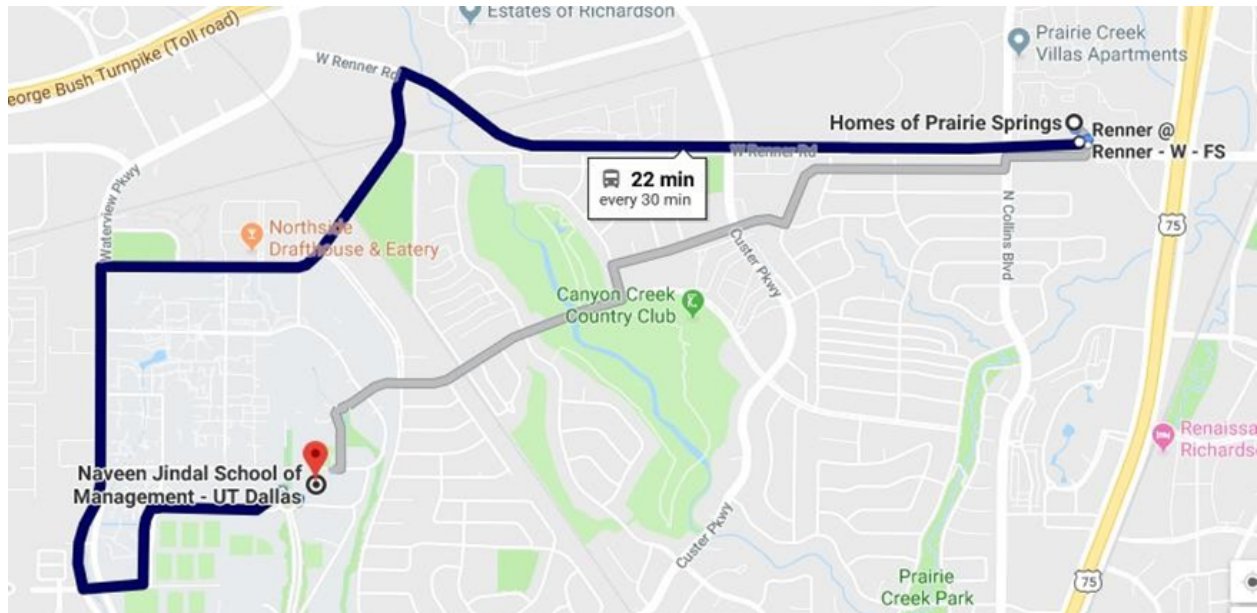 Estates of Richardson
George Bush Turnpike (Toll road)
W Renner Rd
Prairie Creek
Villas Apartments
Homes of Prairie Springs
Renner @
Renner - W - FS
W Renner Rd
22 min
every 30 min
Waterview Pkwy
Northside
Drafthouse & Eatery
N Collins Blvd
75
Custer Pkwy
Canyon Creek
Country Club
Naveen Jindal School of
Management - UT Dallas
Renaissa
Richardso
Custer Pkwy
Prairie
Creek Park
75